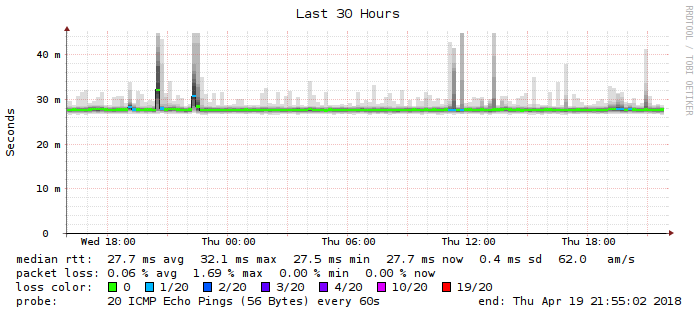 Last 30 Hours
RRDTOOL / TOBI OETIKER
Seconds
40 m
30 m
20 m
10 m
0
Wed 18:00 Thu 00:00 Thu 06:00 Thu 12:00 Thu 18:00
median rtt: 27.7 ms avg 32.1 ms max 27.5 ms min 27.7 ms now 0.4 ms sd 62.0 am/s
packet loss: 0.06 % avg 1.69 % max 0.00 % min 0.00 % now
loss color: 0 1/20 2/20 3/20 4/20 10/20 19/20
probe: 20 ICMP Echo Pings (56 Bytes) every 60s end: Thu Apr 19 21:55:02 2018